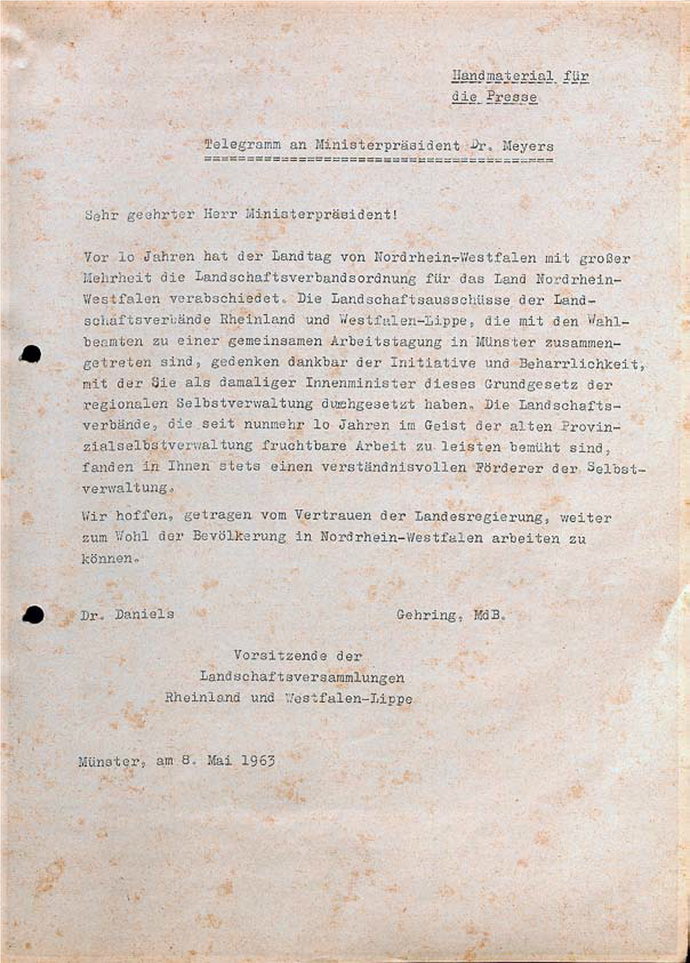 Handmaterial für
die Presse
Telegramm an Ministerpräsident Dr. Meyers
=========================================
Sehr geehrter Herr Ministerpräsident!
Vor lo Jahren hat der Landtag von Nordrhein-Westfalen mit großer
Mehrheit die Landschaftsverbandsordnung für das Land Nordrhein-
Westfalen verabschiedet. Die Landschaftsausschüsse der Land-
schaftsverbände Rheinland und Westfalen-Lippe, die mit den Wahl-
beamten zu einer gemeinsamen Arbeitstagung in Münster zusammen-
getreten sind, gedenken dankbar der Initiative und Beharrlichkeit,
mit der Sie als damaliger Innenminister dieses Grundgesetz der
regionalen Selbstverwaltung durchgesetzt haben. Die Landschafts-
verbände, die seit nunmehr lo Jahren im Geist der alten Provin-
zialselbstverwaltung fruchtbare Arbeit zu leisten bemüht sind,
fanden in Ihnen stets einen verständnisvollen Förderer der Selbst-
verwaltung.
Wir hoffen, getragen vom Vertrauen der Landesregierung, weiter
zum Wohl der Bevölkerung in Nordrhein-Westfalen arbeiten zu
können.
Dr. Daniels Gehring, MdB.
Vorsitzende der
Landschaftsversammlungen
Rheinland und Westfalen-Lippe
Münster, am 8. Mai 1963